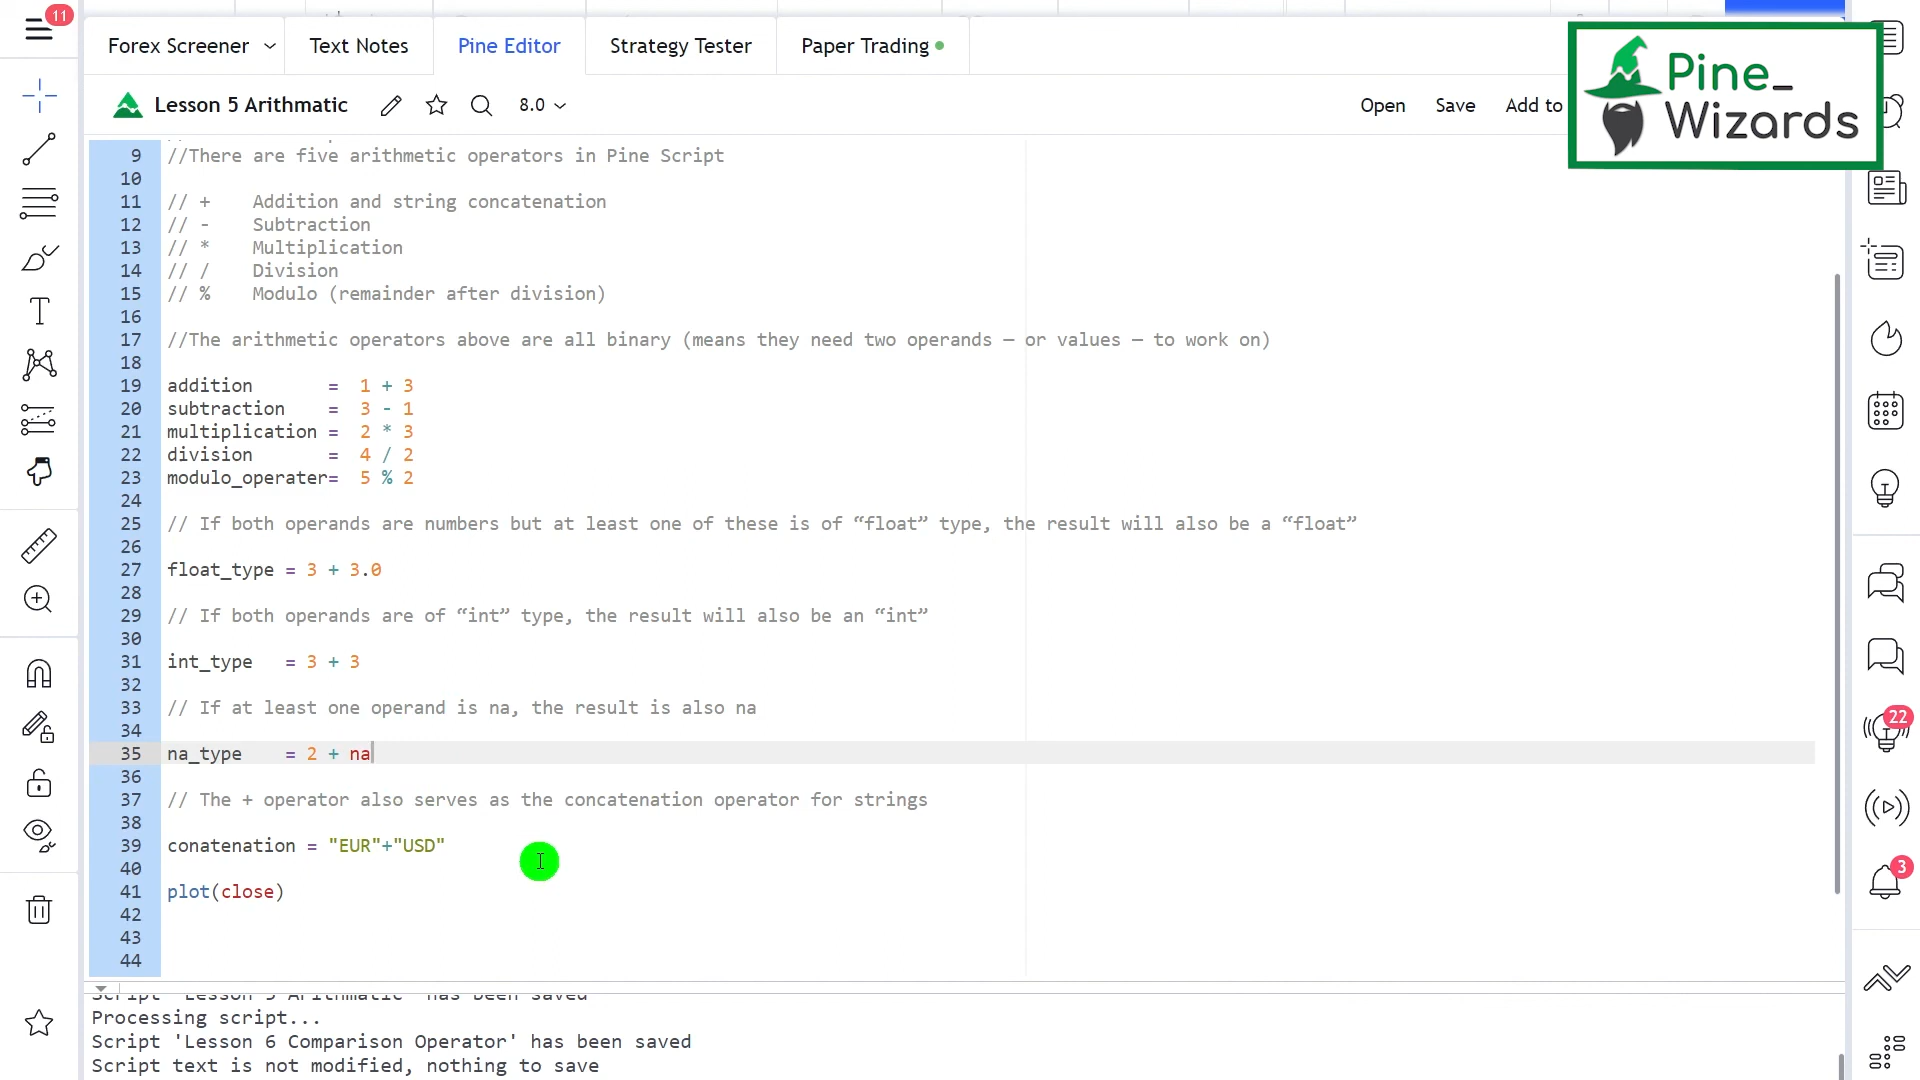 11
Forex Screener
Text Notes
Pine Editor
Strategy Tester
Paper Trading
Pine_
Wizards
Lesson 5 Arithmatic
8.0
Open
Save
Add to
9 //There are five arithmetic operators in Pine Script
10
11 // + Addition and string concatenation
12 // - Subtraction
13 // * Multiplication
14 // / Division
15 // % Modulo (remainder after division)
16
17 //The arithmetic operators above are all binary (means they need two operands — or values — to work on)
18
19 addition = 1 + 3
20 subtraction = 3 - 1
21 multiplication = 2 * 3
22 division = 4 / 2
23 modulo_operater= 5 % 2
24
25 // If both operands are numbers but at least one of these is of “float” type, the result will also be a “float”
26
27 float_type = 3 + 3.0
28
29 // If both operands are of “int” type, the result will also be an “int”
30
31 int_type = 3 + 3
32
33 // If at least one operand is na, the result is also na
34
35 na_type = 2 + na
36
37 // The + operator also serves as the concatenation operator for strings
38
39 conatenation = "EUR"+"USD"
40
41 plot(close)
42
43
44
22
3
Script 'Lesson 5 Arithmatic' has been saved
Processing script...
Script 'Lesson 6 Comparison Operator' has been saved
Script text is not modified, nothing to save